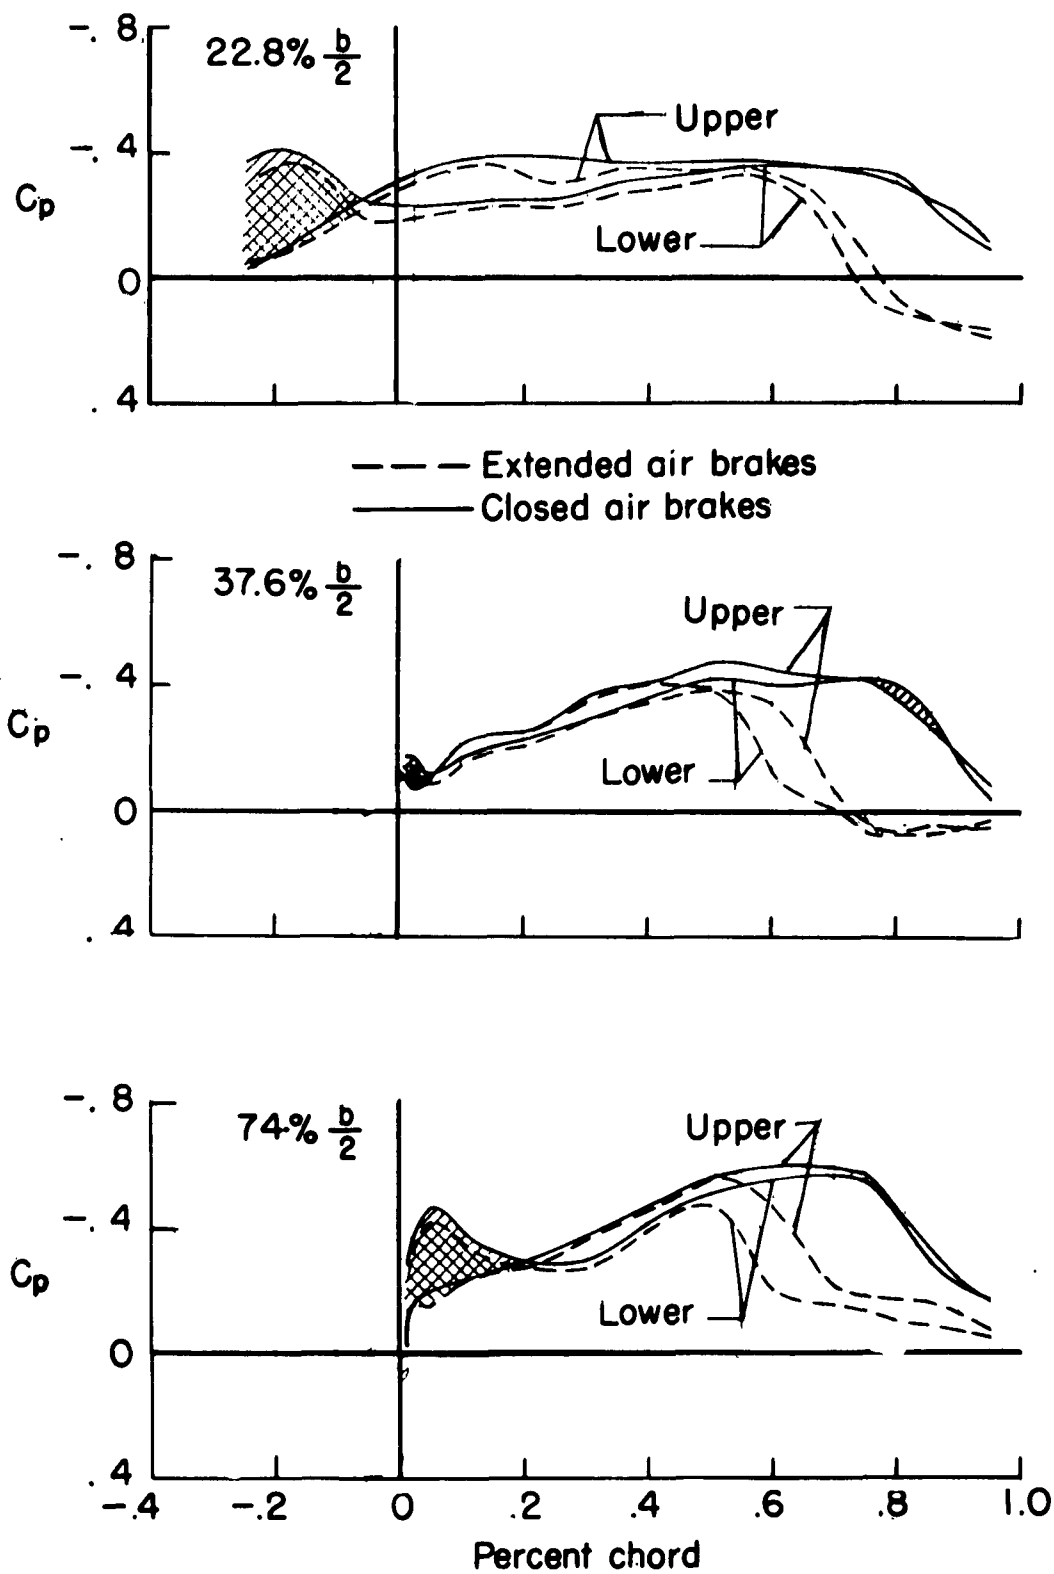 -.8
22.8% b/2
Upper
-.4
Cp
Lower
0
.4
Extended air brakes
Closed air brakes
-.8
37.6% b/2
Upper
-.4
Cp
Lower
0
.4
-.8
74% b/2
Upper
-.4
Cp
Lower
0
.4
-.4 -.2 0 .2 .4 .6 .8 1.0
Percent chord